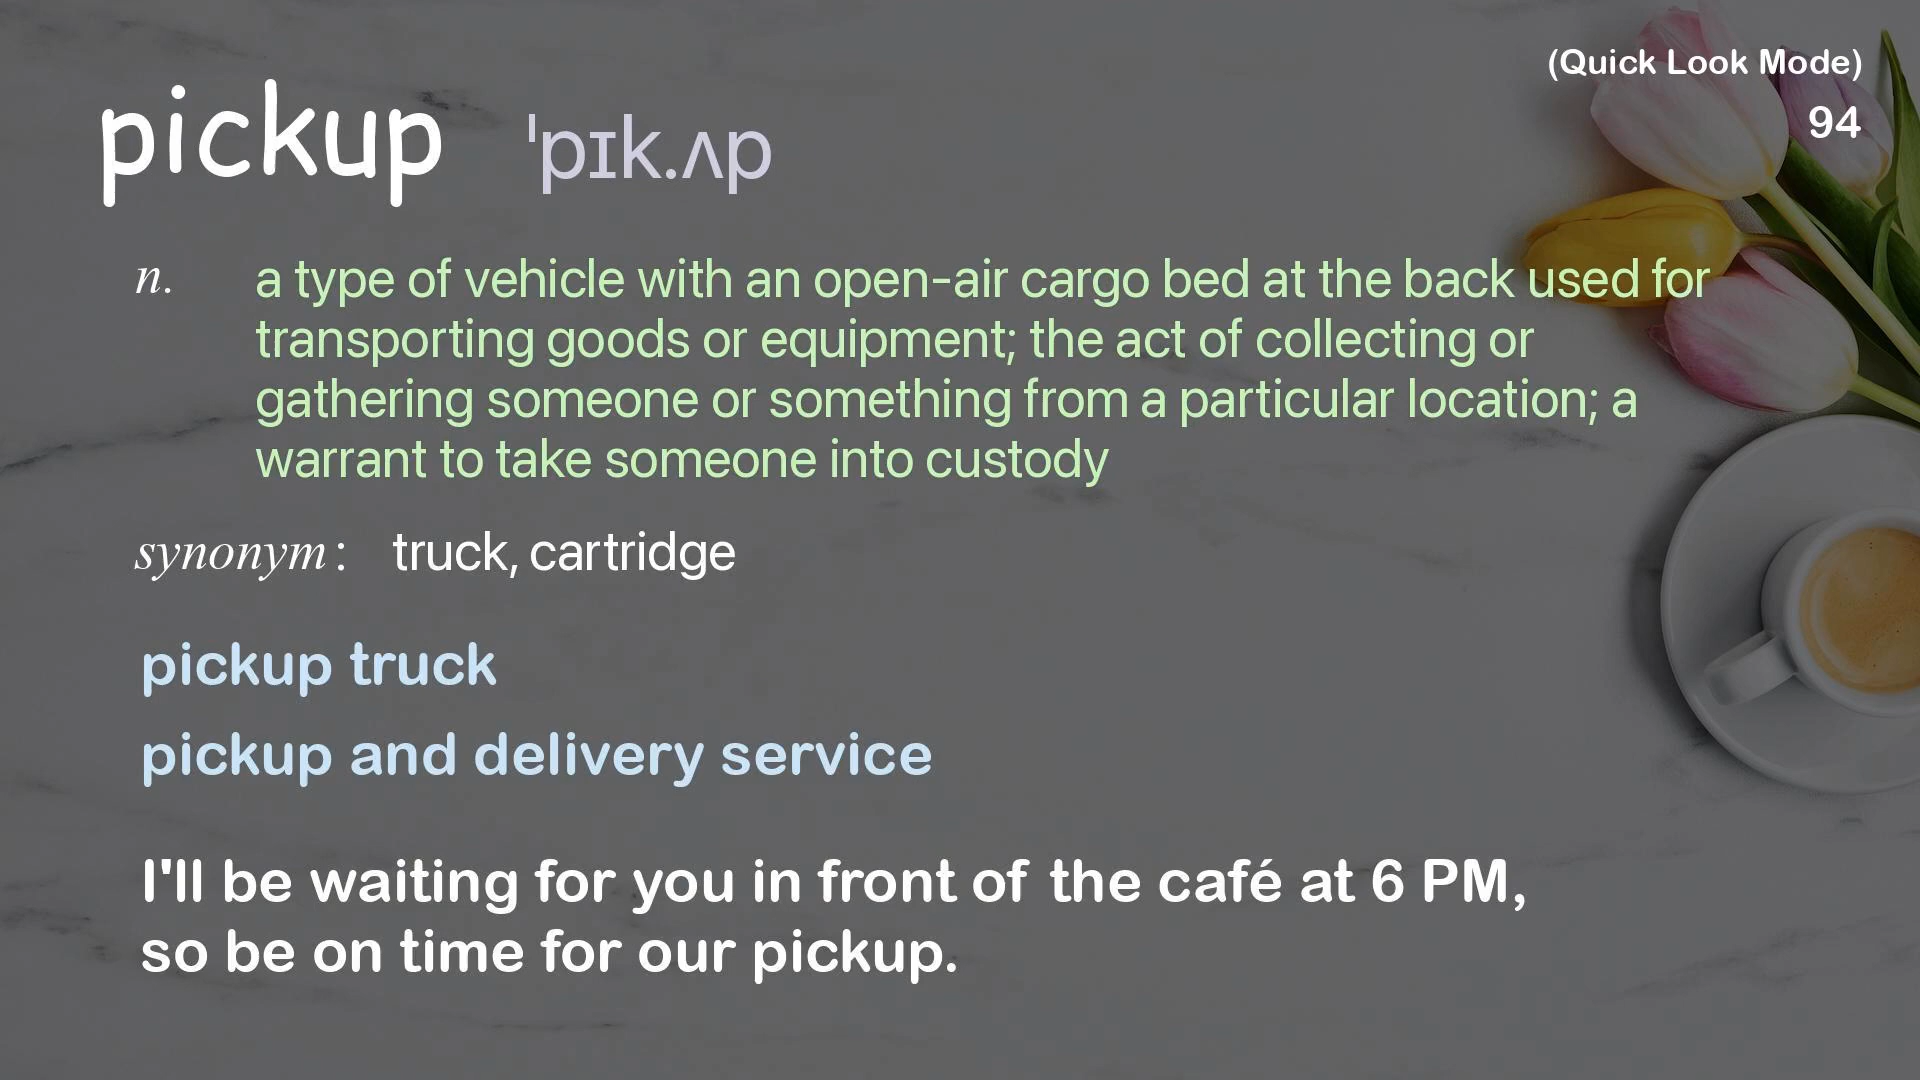 (Quick Look Mode)
94
pickup ˈpɪk.ʌp
n. a type of vehicle with an open-air cargo bed at the back used for
transporting goods or equipment; the act of collecting or
gathering someone or something from a particular location; a
warrant to take someone into custody
synonym: truck, cartridge
pickup truck
pickup and delivery service
I'll be waiting for you in front of the café at 6 PM,
so be on time for our pickup.